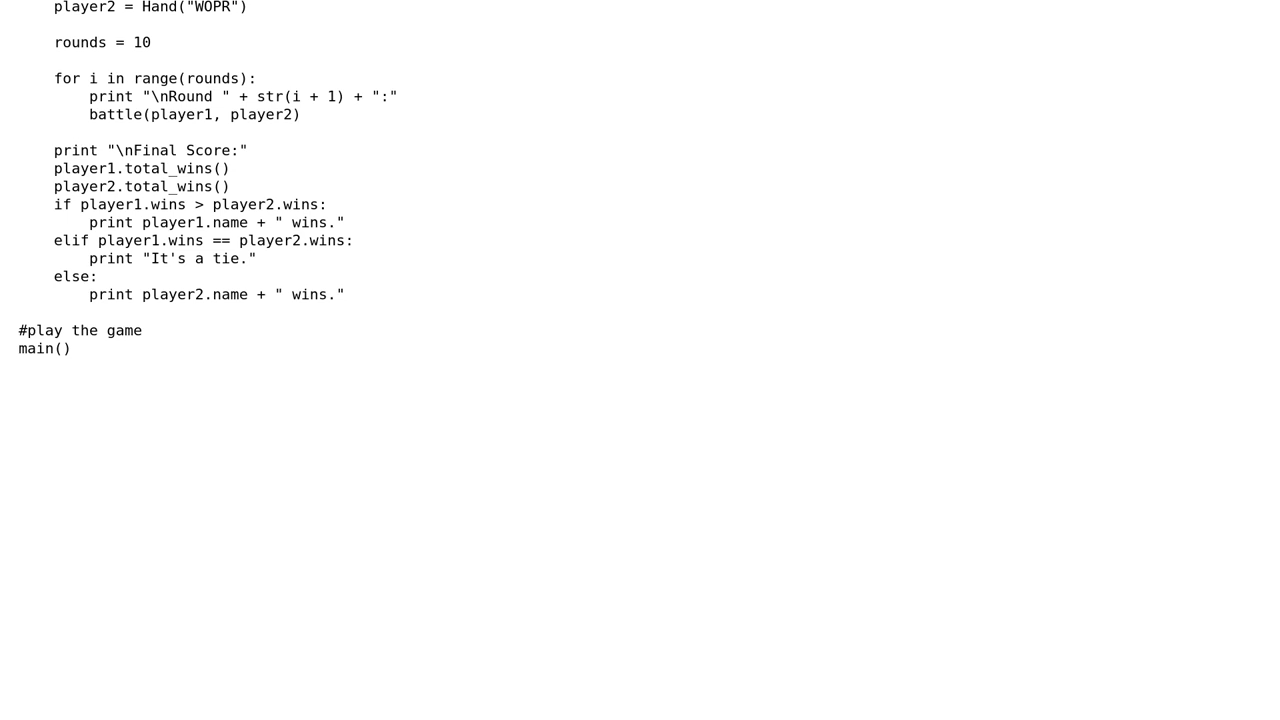 player2 = Hand("WOPR")

    rounds = 10

    for i in range(rounds):
        print "\nRound " + str(i + 1) + ":"
        battle(player1, player2)

    print "\nFinal Score:"
    player1.total_wins()
    player2.total_wins()
    if player1.wins > player2.wins:
        print player1.name + " wins."
    elif player1.wins == player2.wins:
        print "It's a tie."
    else:
        print player2.name + " wins."

#play the game
main()